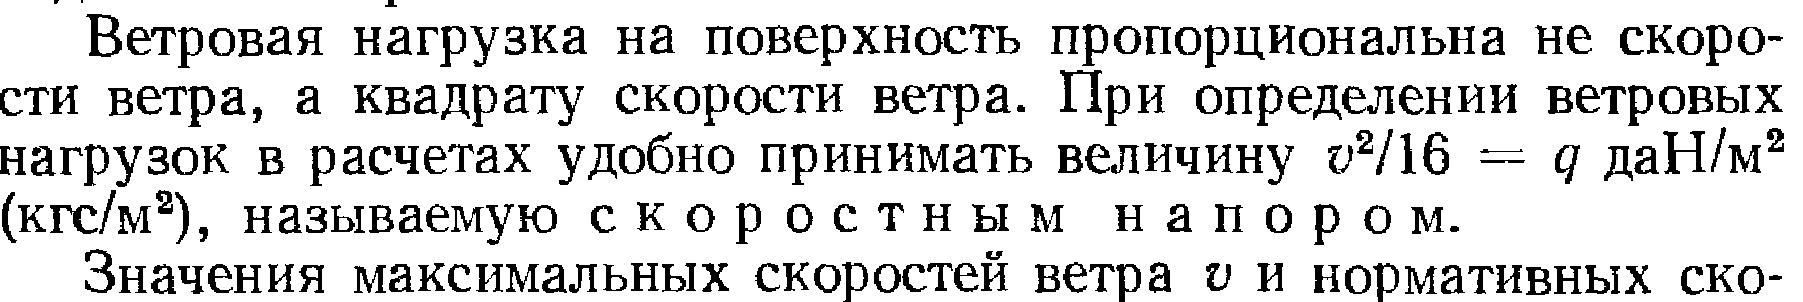 Ветровая нагрузка на поверхность пропорциональна не скоро-
сти ветра, а квадрату скорости ветра. При определении ветровых
нагрузок в расчетах удобно принимать величину v²/16 = q даН/м²
(кгс/м²), называемую скоростным напором.
Значения максимальных скоростей ветра v и нормативных ско-